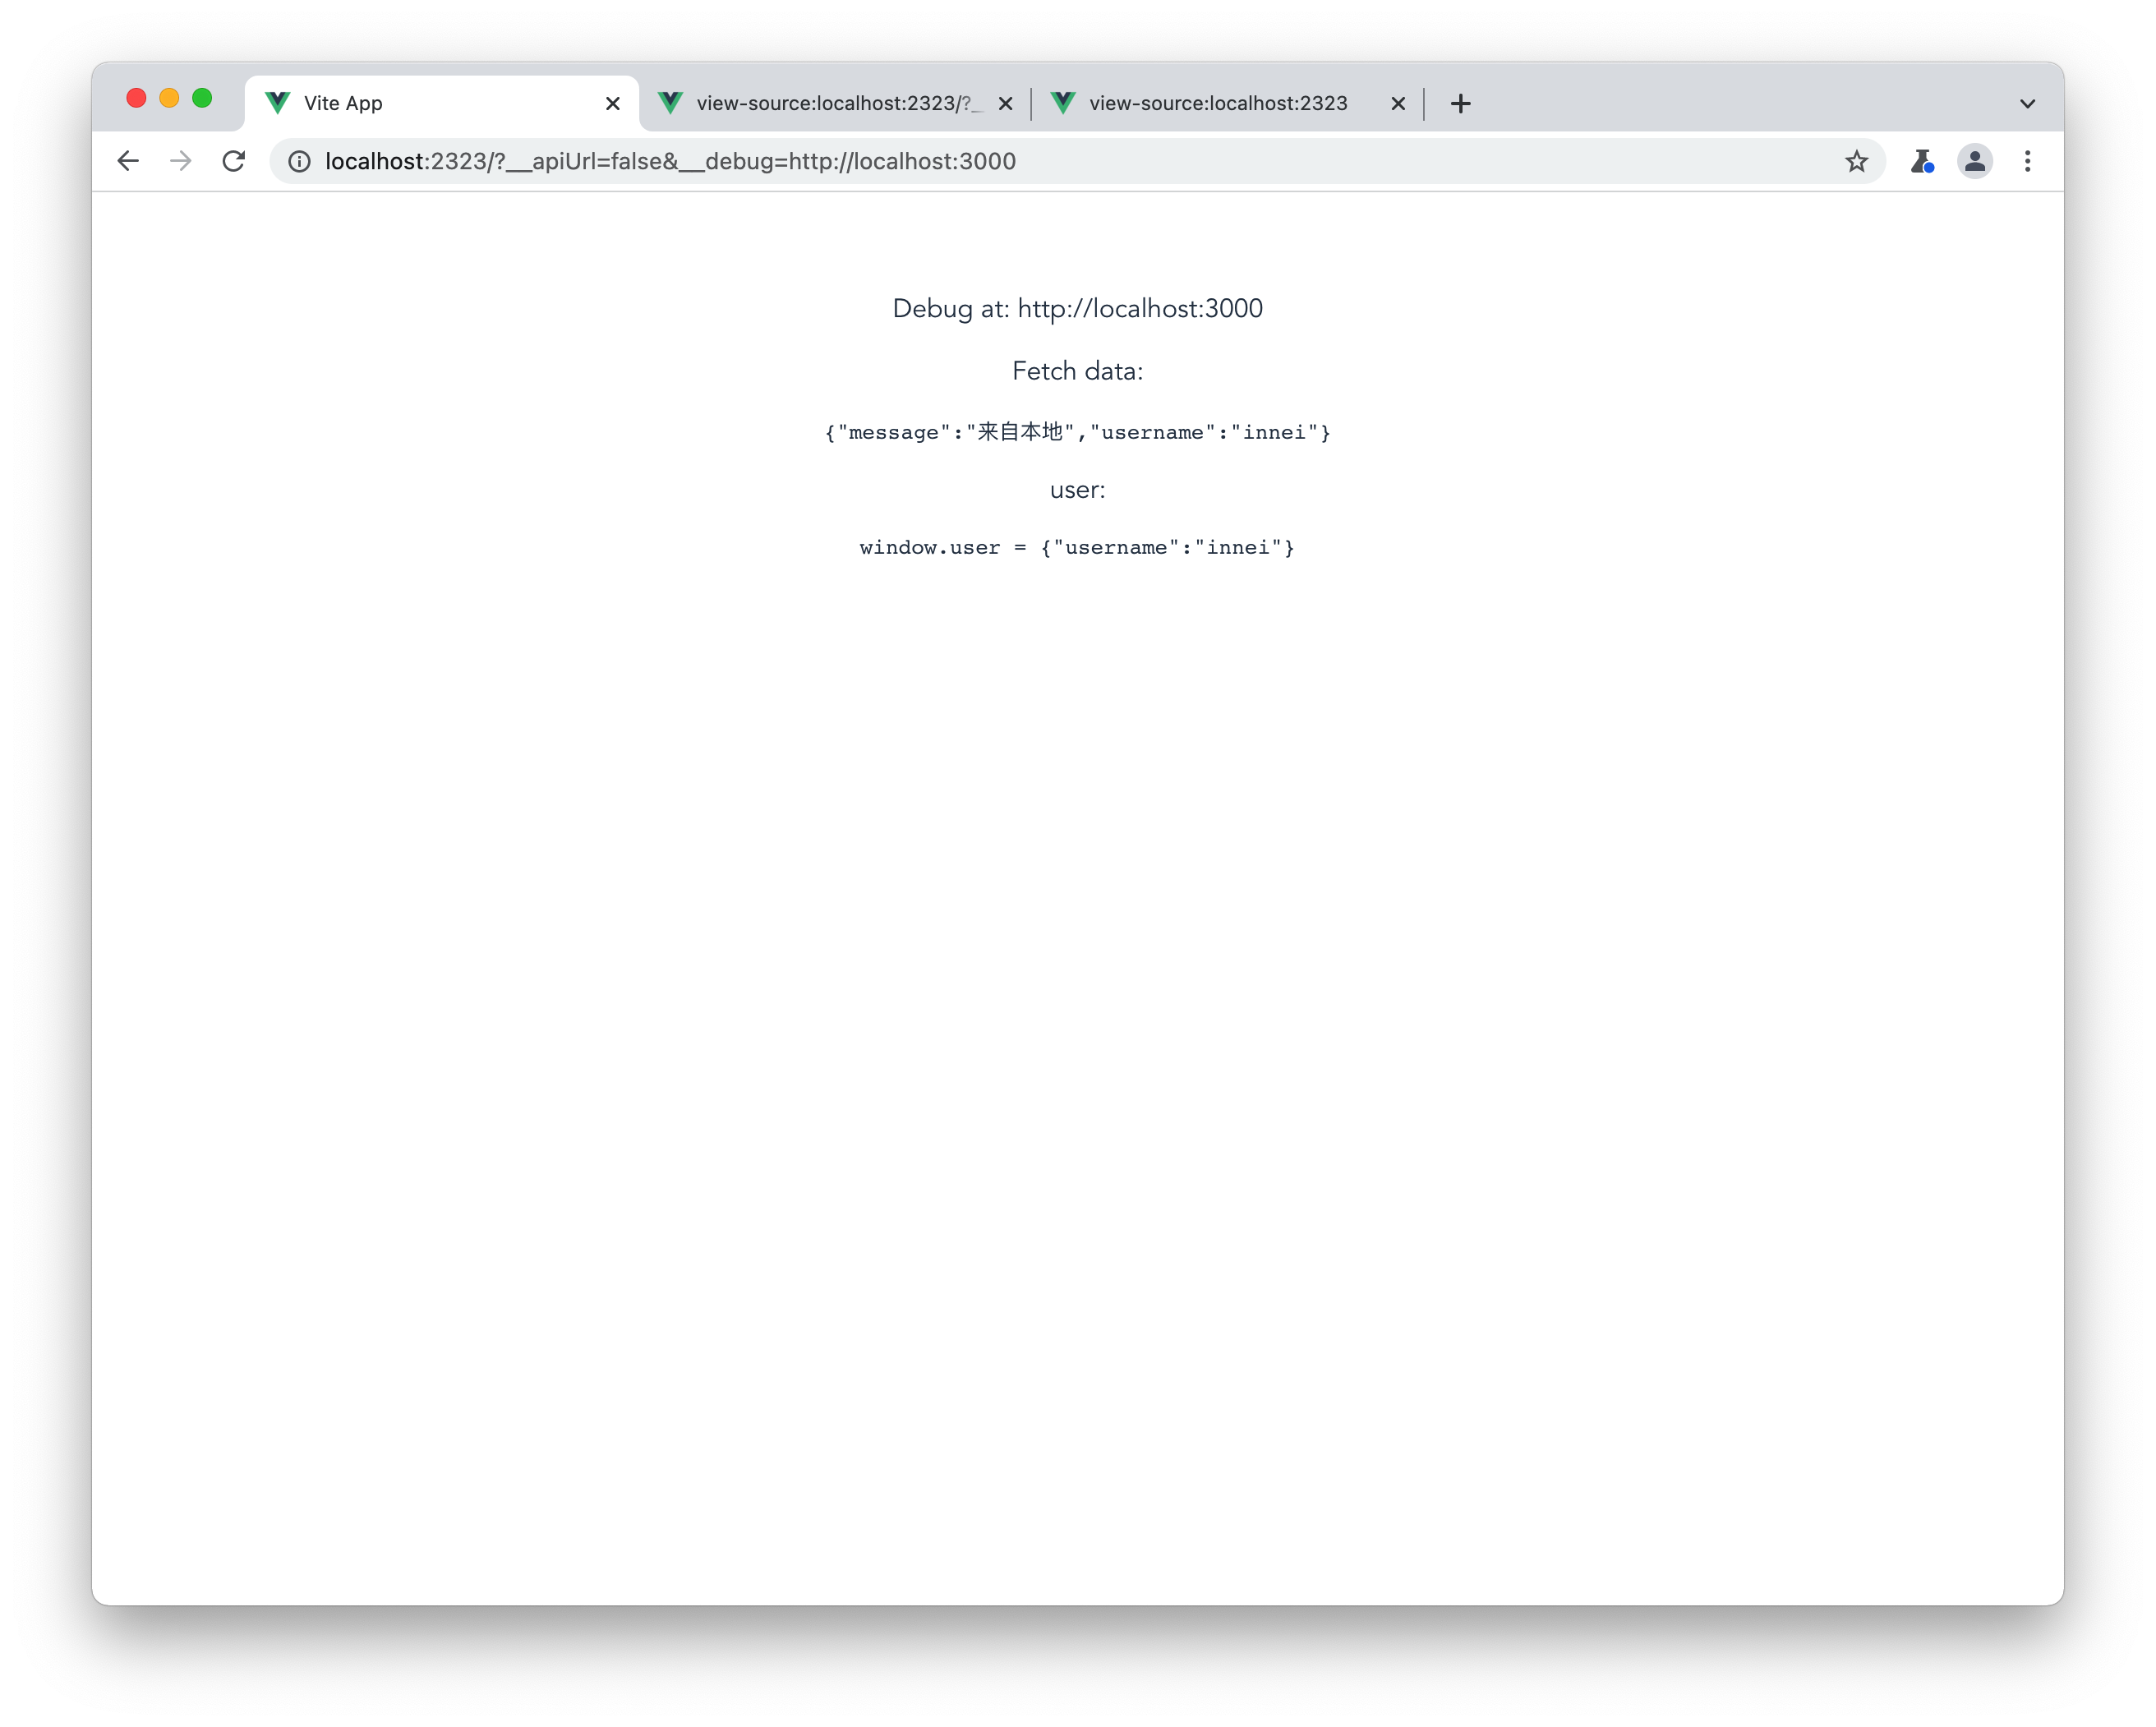 Vite App
view-source:localhost:2323/?_
view-source:localhost:2323
localhost:2323/?__apiUrl=false&__debug=http://localhost:3000
Debug at: http://localhost:3000
Fetch data:
{"message":"来自本地","username":"innei"}
user:
window.user = {"username":"innei"}